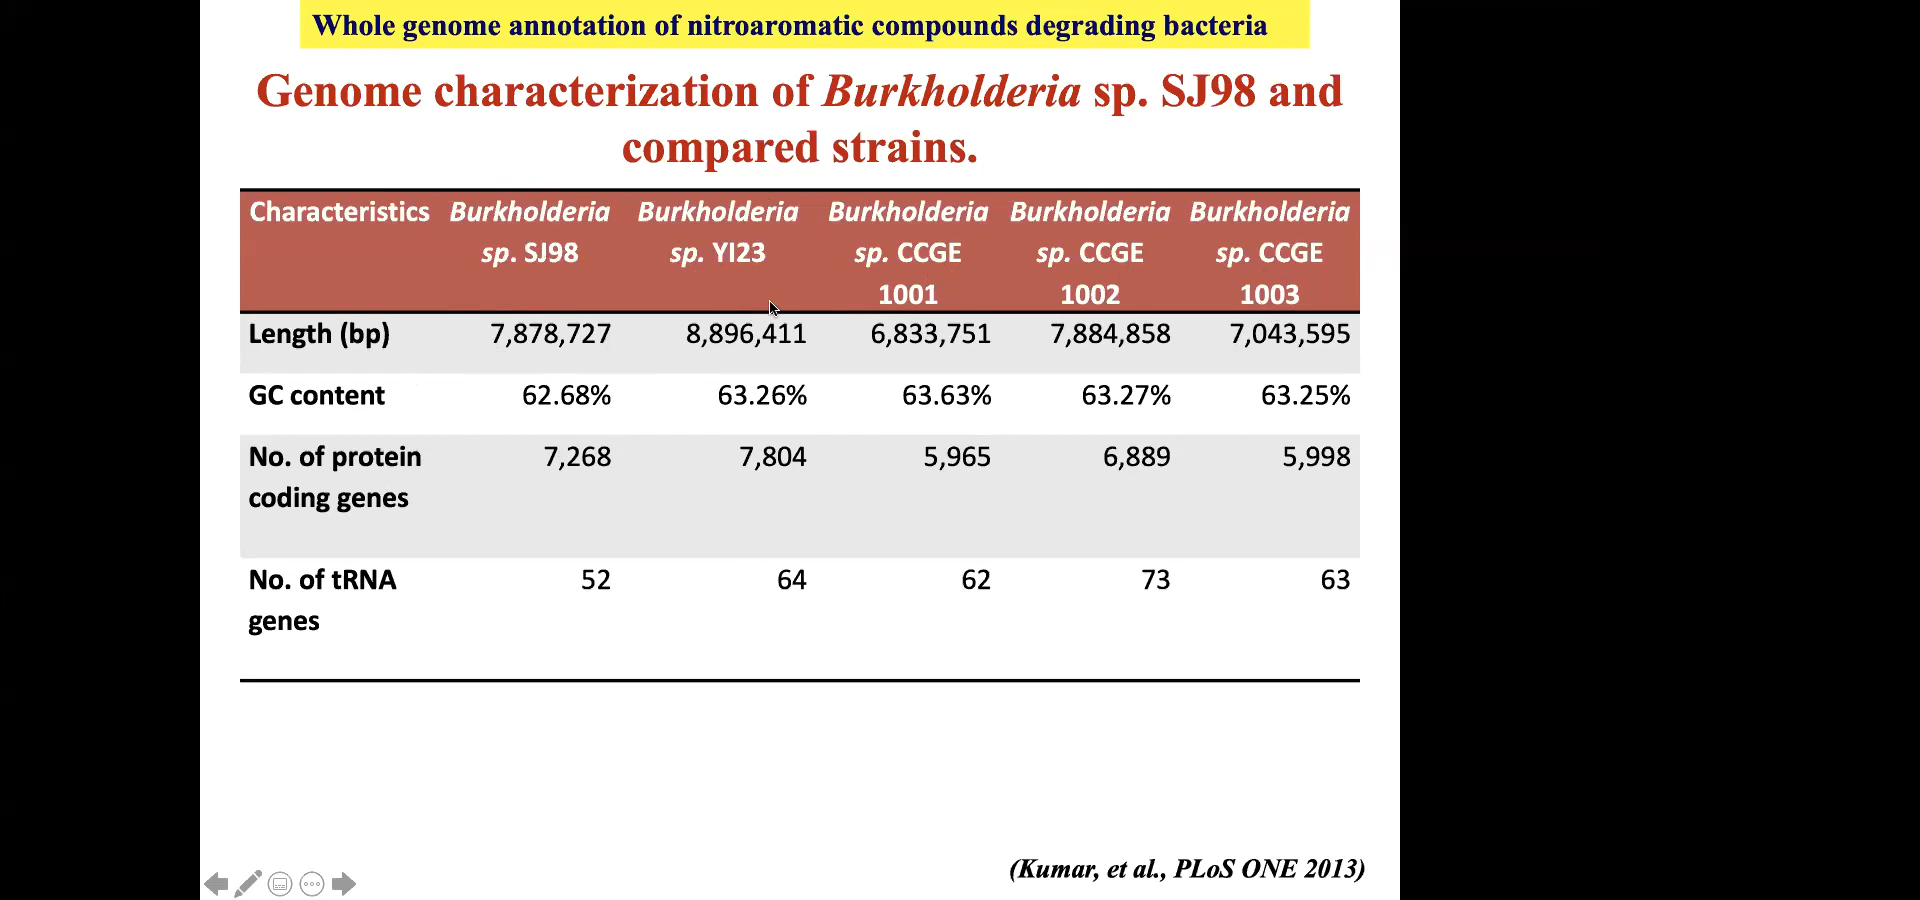 Whole genome annotation of nitroaromatic compounds degrading bacteria
Genome characterization of Burkholderia sp. SJ98 and
compared strains.
Characteristics Burkholderia Burkholderia Burkholderia Burkholderia Burkholderia
sp. SJ98 sp. YI23 sp. CCGE sp. CCGE sp. CCGE
1001 1002 1003
Length (bp) 7,878,727 8,896,411 6,833,751 7,884,858 7,043,595
GC content 62.68% 63.26% 63.63% 63.27% 63.25%
No. of protein 7,268 7,804 5,965 6,889 5,998
coding genes
No. of tRNA 52 64 62 73 63
genes
(Kumar, et al., PLoS ONE 2013)